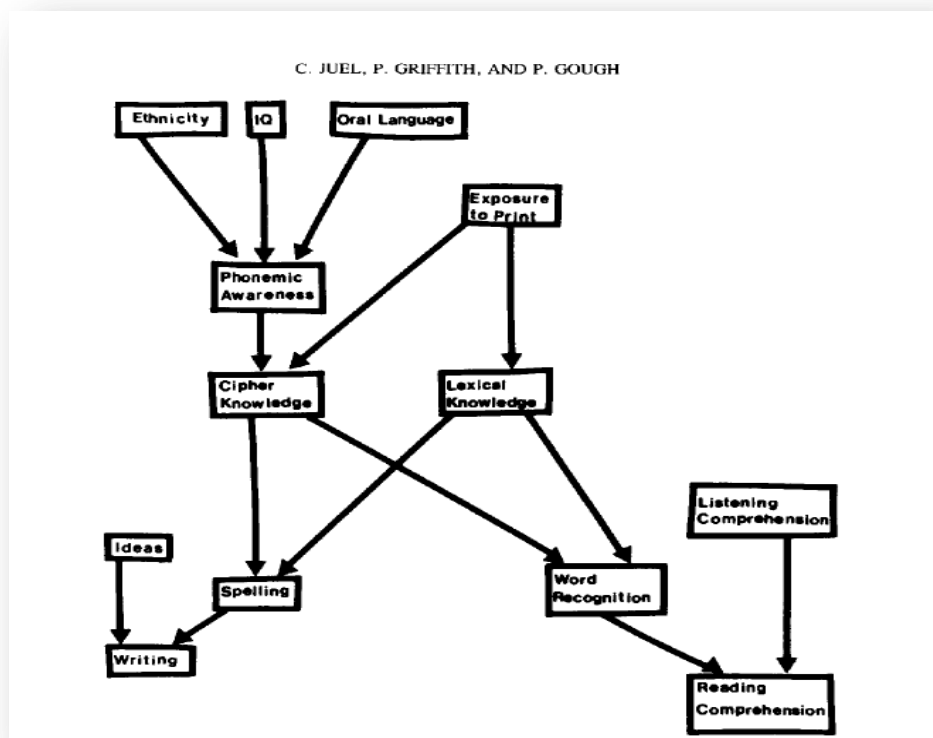 C. JUEL, P. GRIFFITH, AND P. GOUGH
Ethnicity
IQ
Oral Language
Exposure
to Print
Phonemic
Awareness
Cipher
Knowledge
Lexical
Knowledge
Listening
Comprehension
Ideas
Spelling
Word
Recognition
Writing
Reading
Comprehension